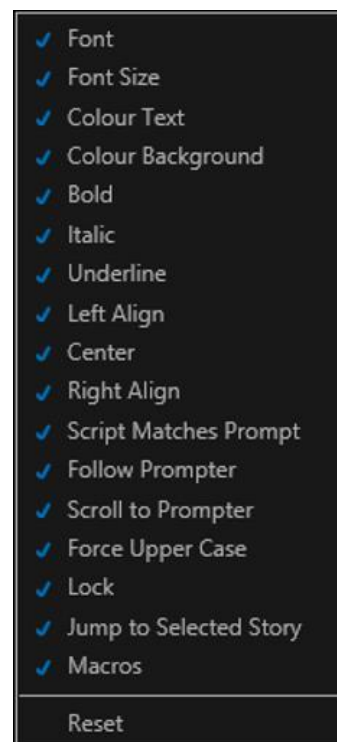 Font
Font Size
Colour Text
Colour Background
Bold
Italic
Underline
Left Align
Center
Right Align
Script Matches Prompt
Follow Prompter
Scroll to Prompter
Force Upper Case
Lock
Jump to Selected Story
Macros
Reset